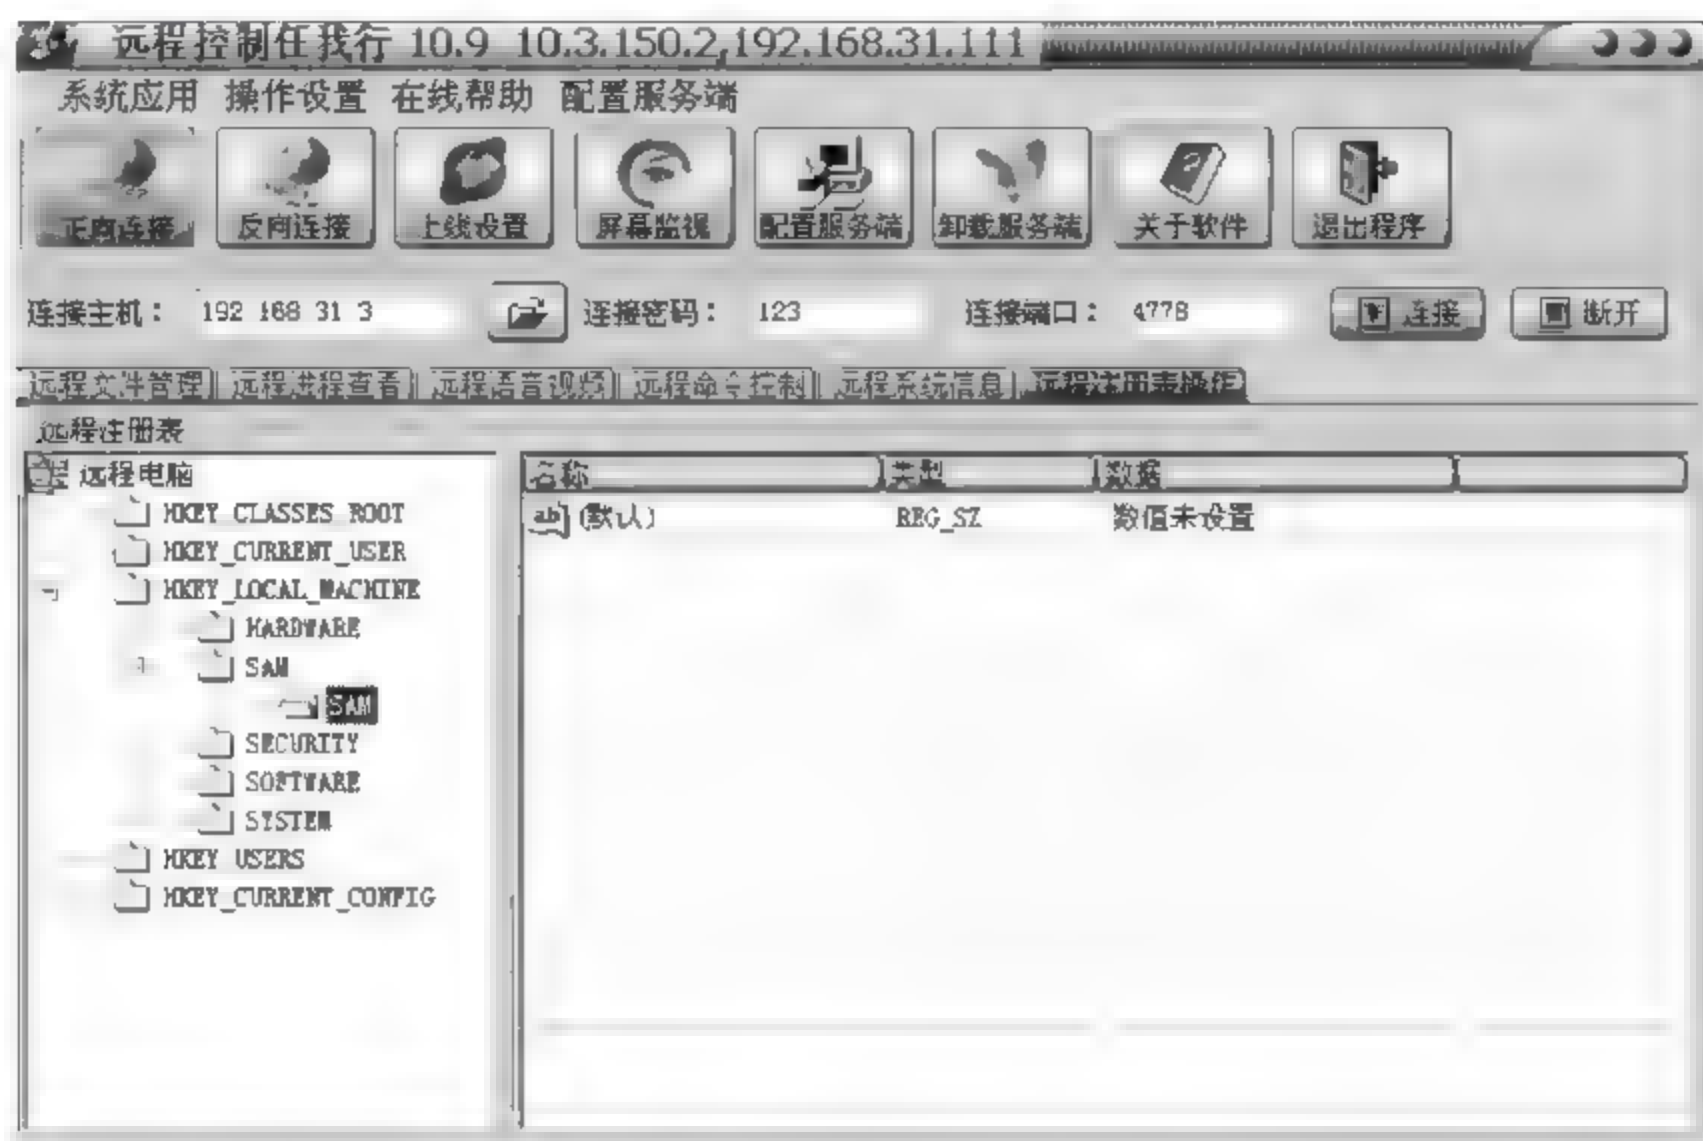 远程控制任我行 10.9 10.3.150.2,192.168.31.111
系统应用 操作设置 在线帮助 配置服务端
正向连接 反向连接 上线设置 屏幕监视 配置服务端 卸载服务端 关于软件 退出程序
连接主机： 192 168 31 3 连接密码： 123 连接端口： 4778 连接 断开
远程文件管理 远程进程查看 远程语音视频 远程命令控制 远程系统信息 远程注册表操作
远程注册表
远程电脑 名称 类型 数据
HKEY_CLASSES_ROOT (默认) REG_SZ 数值未设置
HKEY_CURRENT_USER
HKEY_LOCAL_MACHINE
HARDWARE
SAM
SAM
SECURITY
SOFTWARE
SYSTEM
HKEY_USERS
HKEY_CURRENT_CONFIG